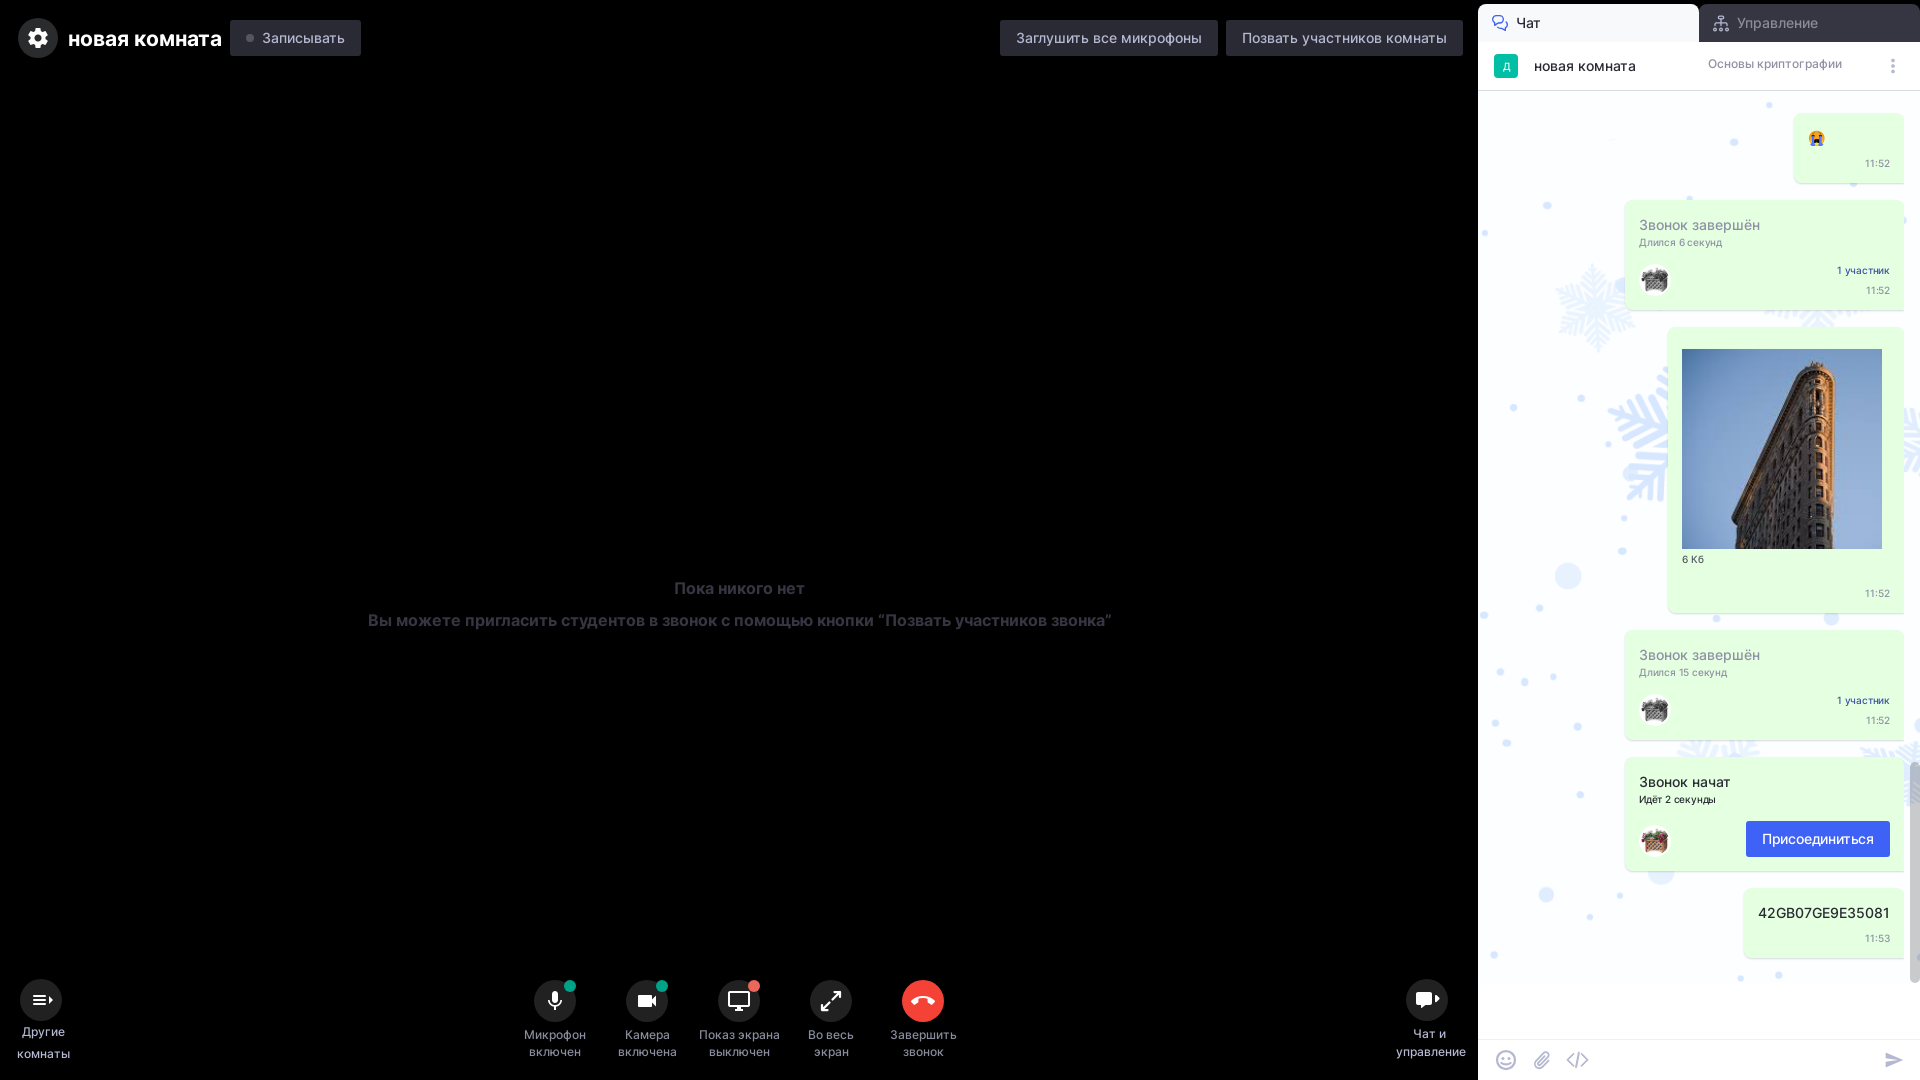 новая комната
Записывать
Заглушить все микрофоны
Позвать участников комнаты
Пока никого нет
Вы можете пригласить студентов в звонок с помощью кнопки “Позвать участников звонка”
Другие
комнаты
Микрофон
включен
Камера
включена
Показ экрана
выключен
Во весь
экран
Завершить
звонок
Чат и
управление
Чат
Управление
Д
новая комната
Основы криптографии
11:52
Звонок завершён
Длился 6 секунд
1 участник
11:52
6 Кб
11:52
Звонок завершён
Длился 15 секунд
1 участник
11:52
Звонок начат
Идёт 2 секунды
Присоединиться
42GB07GE9E35081
11:53